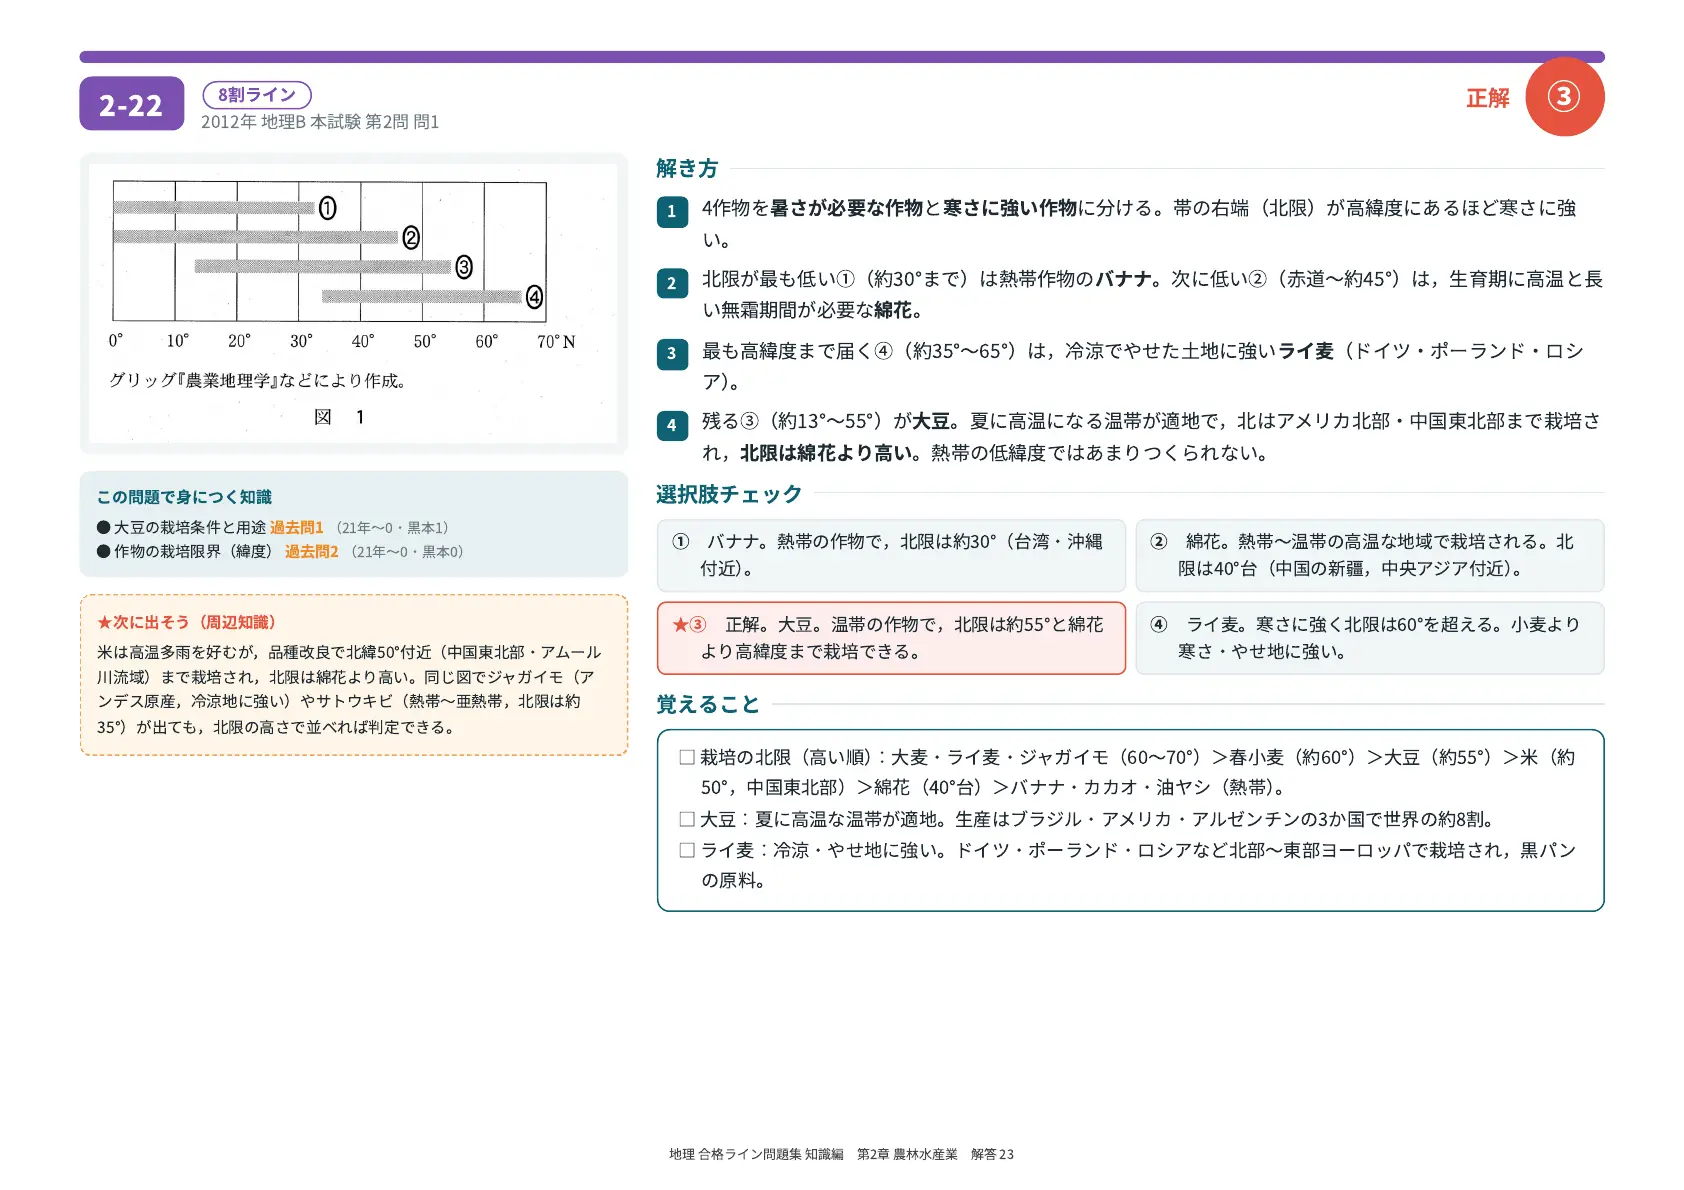 2-22
8割ライン
2012年 地理B 本試験 第2問 問1
正解 ③
①
②
③
④
0° 10° 20° 30° 40° 50° 60° 70°N
グリッグ『農業地理学』などにより作成。
図 1
この問題で身につく知識
●大豆の栽培条件と用途 過去問1 （21年〜0・黒本1）
●作物の栽培限界（緯度） 過去問2 （21年〜0・黒本0）
★次に出そう（周辺知識）
米は高温多雨を好むが，品種改良で北緯50°付近（中国東北部・アムール
川流域）まで栽培され，北限は綿花より高い。同じ図でジャガイモ（ア
ンデス原産，冷涼地に強い）やサトウキビ（熱帯〜亜熱帯，北限は約
35°）が出ても，北限の高さで並べれば判定できる。
解き方
1 4作物を暑さが必要な作物と寒さに強い作物に分ける。帯の右端（北限）が高緯度にあるほど寒さに強
い。
2 北限が最も低い①（約30°まで）は熱帯作物のバナナ。次に低い②（赤道〜約45°）は，生育期に高温と長
い無霜期間が必要な綿花。
3 最も高緯度まで届く④（約35°〜65°）は，冷涼でやせた土地に強いライ麦（ドイツ・ポーランド・ロシ
ア）。
4 残る③（約13°〜55°）が大豆。夏に高温になる温帯が適地で，北はアメリカ北部・中国東北部まで栽培さ
れ，北限は綿花より高い。熱帯の低緯度ではあまりつくられない。
選択肢チェック
① バナナ。熱帯の作物で，北限は約30°（台湾・沖縄
付近）。
② 綿花。熱帯〜温帯の高温な地域で栽培される。北
限は40°台（中国の新疆，中央アジア付近）。
★③ 正解。大豆。温帯の作物で，北限は約55°と綿花
より高緯度まで栽培できる。
④ ライ麦。寒さに強く北限は60°を超える。小麦より
寒さ・やせ地に強い。
覚えること
□ 栽培の北限（高い順）：大麦・ライ麦・ジャガイモ（60〜70°）＞春小麦（約60°）＞大豆（約55°）＞米（約
50°，中国東北部）＞綿花（40°台）＞バナナ・カカオ・油ヤシ（熱帯）。
□ 大豆：夏に高温な温帯が適地。生産はブラジル・アメリカ・アルゼンチンの3か国で世界の約8割。
□ ライ麦：冷涼・やせ地に強い。ドイツ・ポーランド・ロシアなど北部〜東部ヨーロッパで栽培され，黒パン
の原料。
地理 合格ライン問題集 知識編 第2章 農林水産業 解答 23